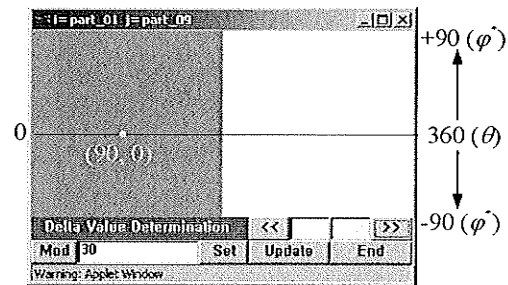 i= part_01 j= part_09
+90 (φ*)
0
360 (θ)
(90, 0)
-90 (φ*)
Delta Value Determination << >>
Mod 30 Set Update End
Warning: Applet Window